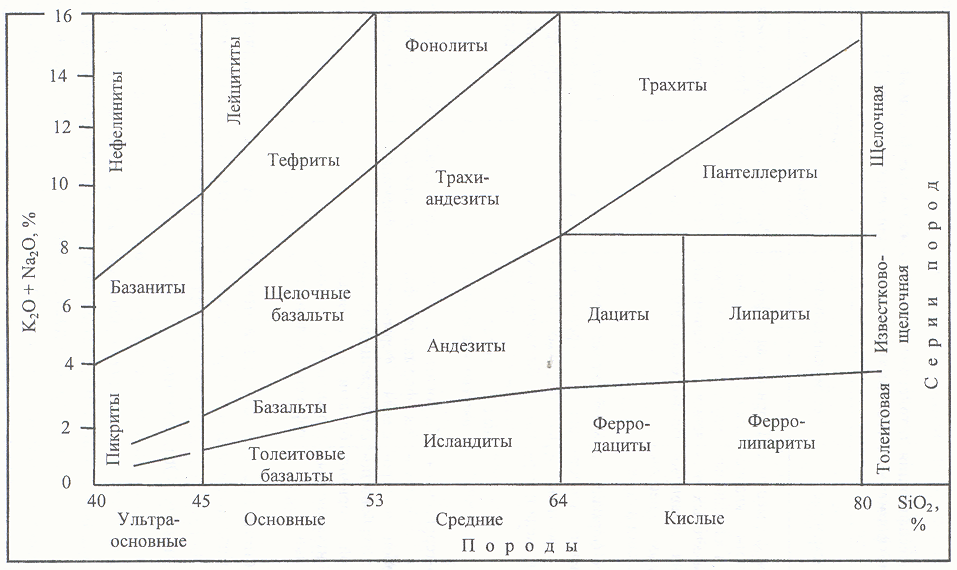 16
14
12
10
8
6
4
2
0
K₂O + Na₂O, %
Нефелиниты
Лейцититы
Фонолиты
Трахиты
Тефриты
Трахи-
андезиты
Пантеллериты
Базаниты
Щелочные
базальты
Дациты
Липариты
Андезиты
Пикриты
Базальты
Толеитовые
базальты
Исландиты
Ферро-
дациты
Ферро-
липариты
Щелочная
Известково-
щелочная
Толеитовая
Серии пород
40
45
53
64
80
SiO₂,
%
Ультра-
основные
Основные
Средние
Кислые
Породы